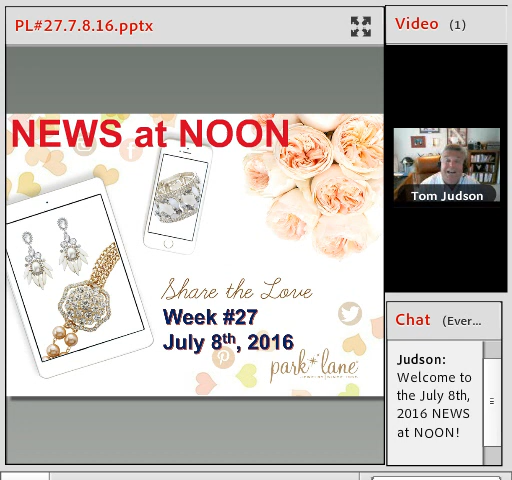 PL#27.7.8.16.pptx
NEWS at NOON
Share the Love
Week #27
July 8th, 2016
park lane
Video (1)
Tom Judson
Chat (Ever...
Judson:
Welcome to
the July 8th,
2016 NEWS
at NOON!